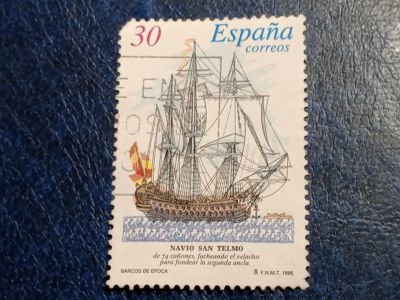 30 España
correos
NAVIO SAN TELMO
de 74 cañones, facheando el velacho
para fondear la segunda ancla.
BARCOS DE EPOCA F.N.M.T. 1996